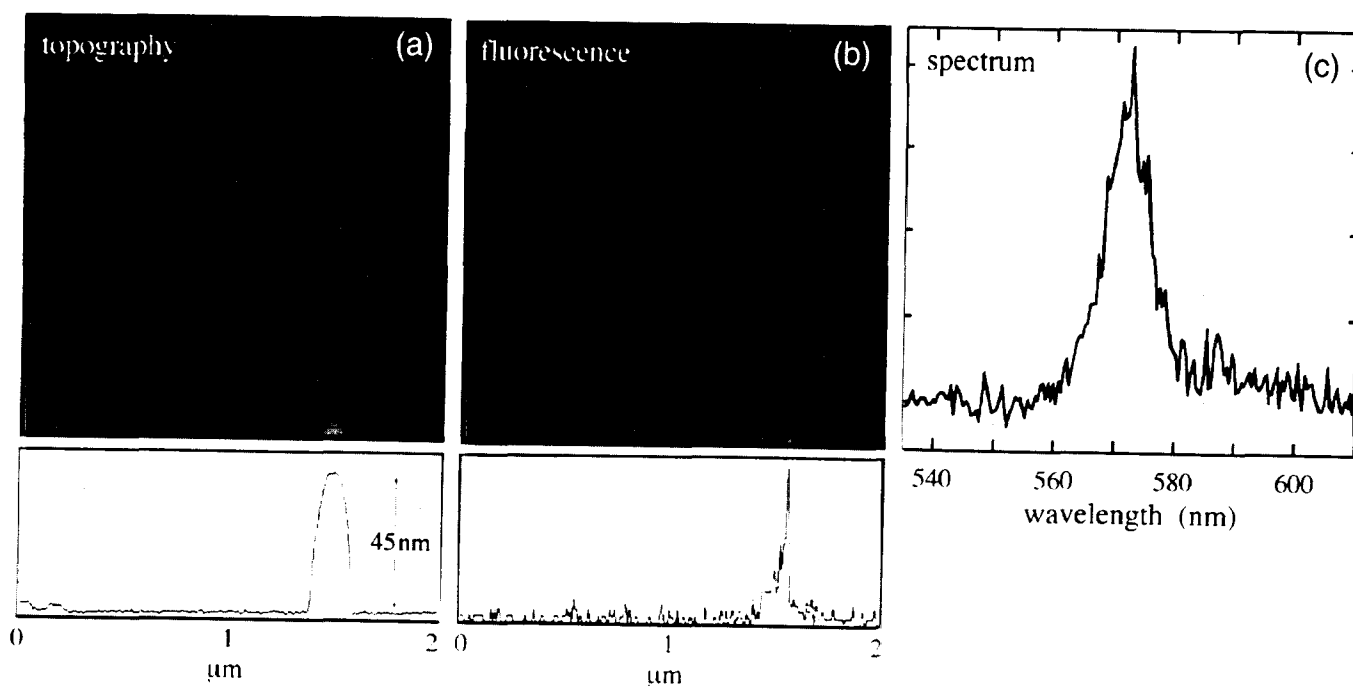 topography (a)
45nm
0 1 2
μm
fluorescence (b)
0 1 2
μm
spectrum (c)
540 560 580 600
wavelength (nm)